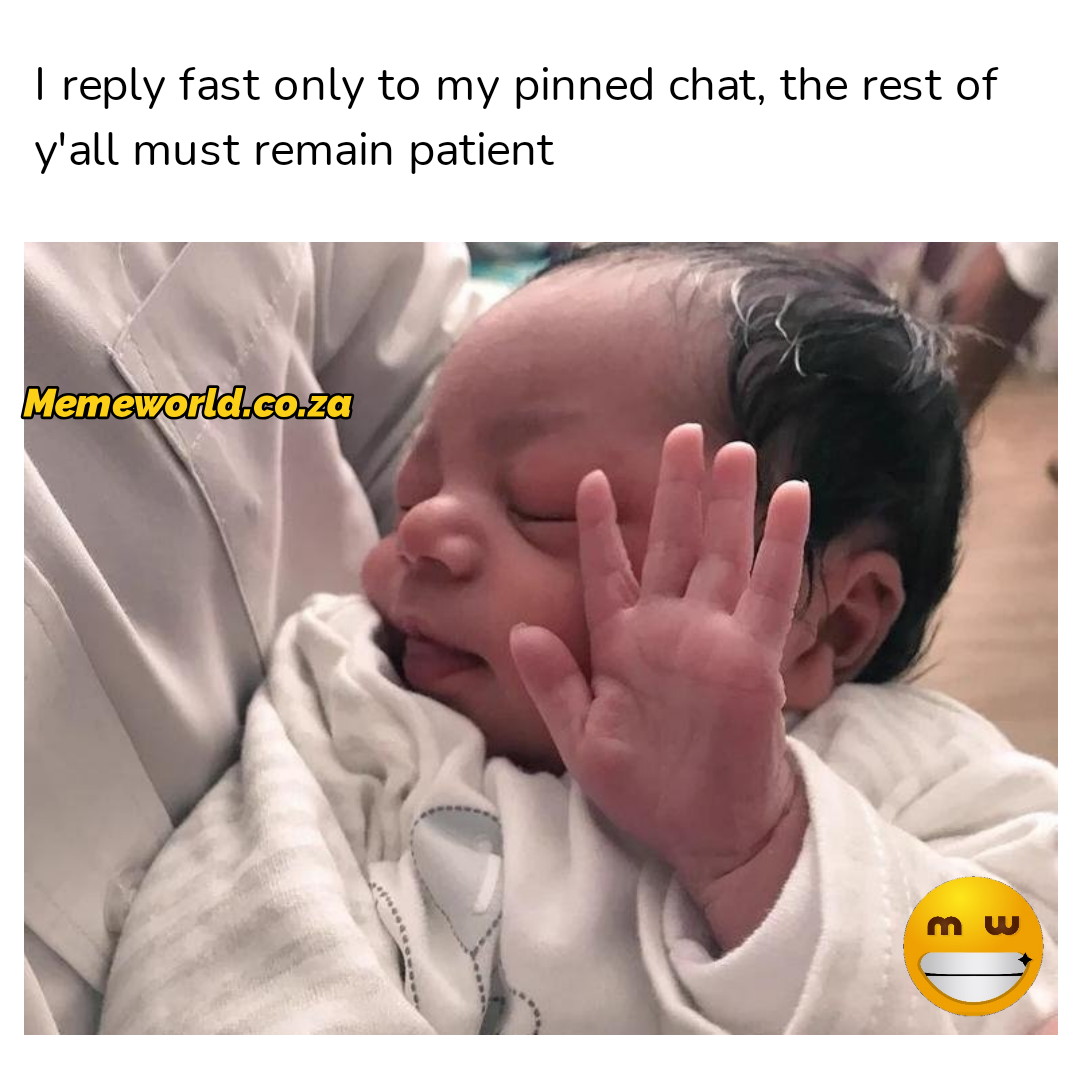 I reply fast only to my pinned chat, the rest of
y'all must remain patient
Memeworld.co.za
m w